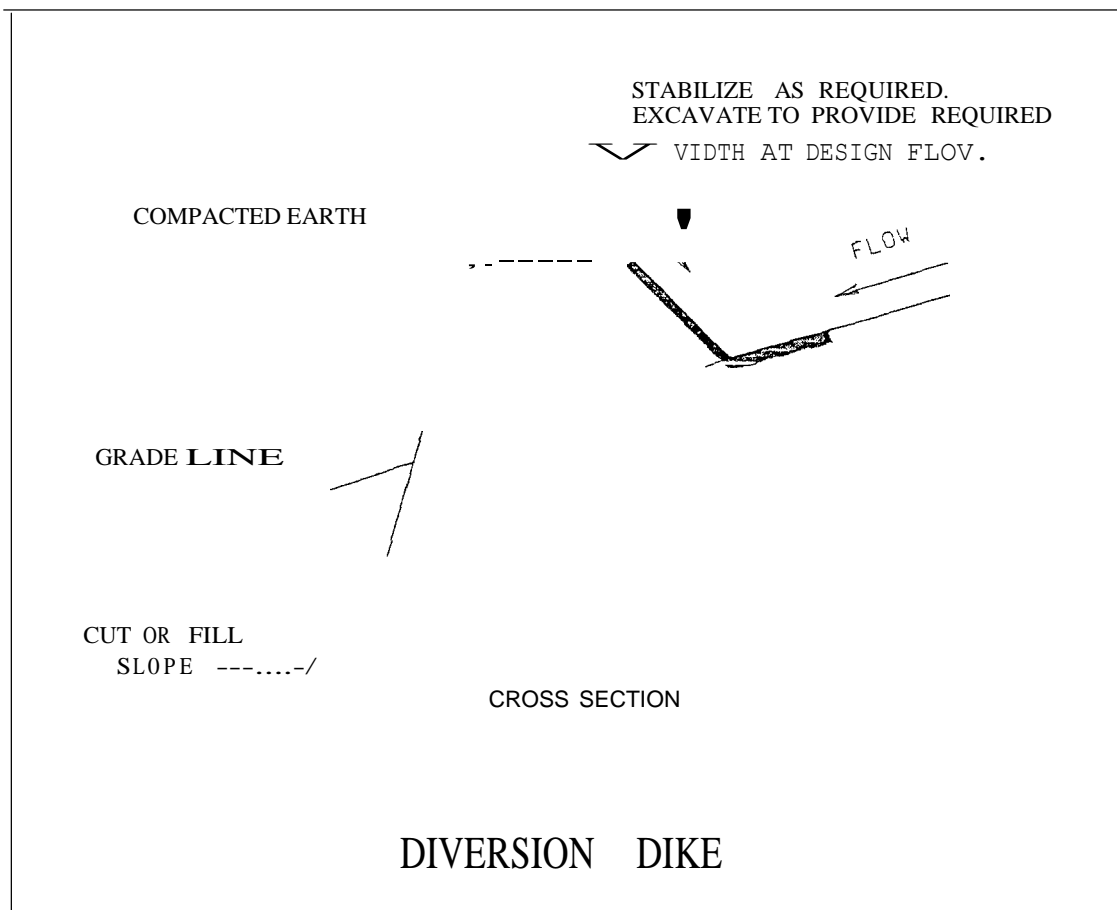 STABILIZE AS REQUIRED.
EXCAVATE TO PROVIDE REQUIRED
VIDTH AT DESIGN FLOV.
COMPACTED EARTH
FLOW
GRADE LINE
CUT OR FILL
SLOPE ---....-/
CROSS SECTION
DIVERSION DIKE